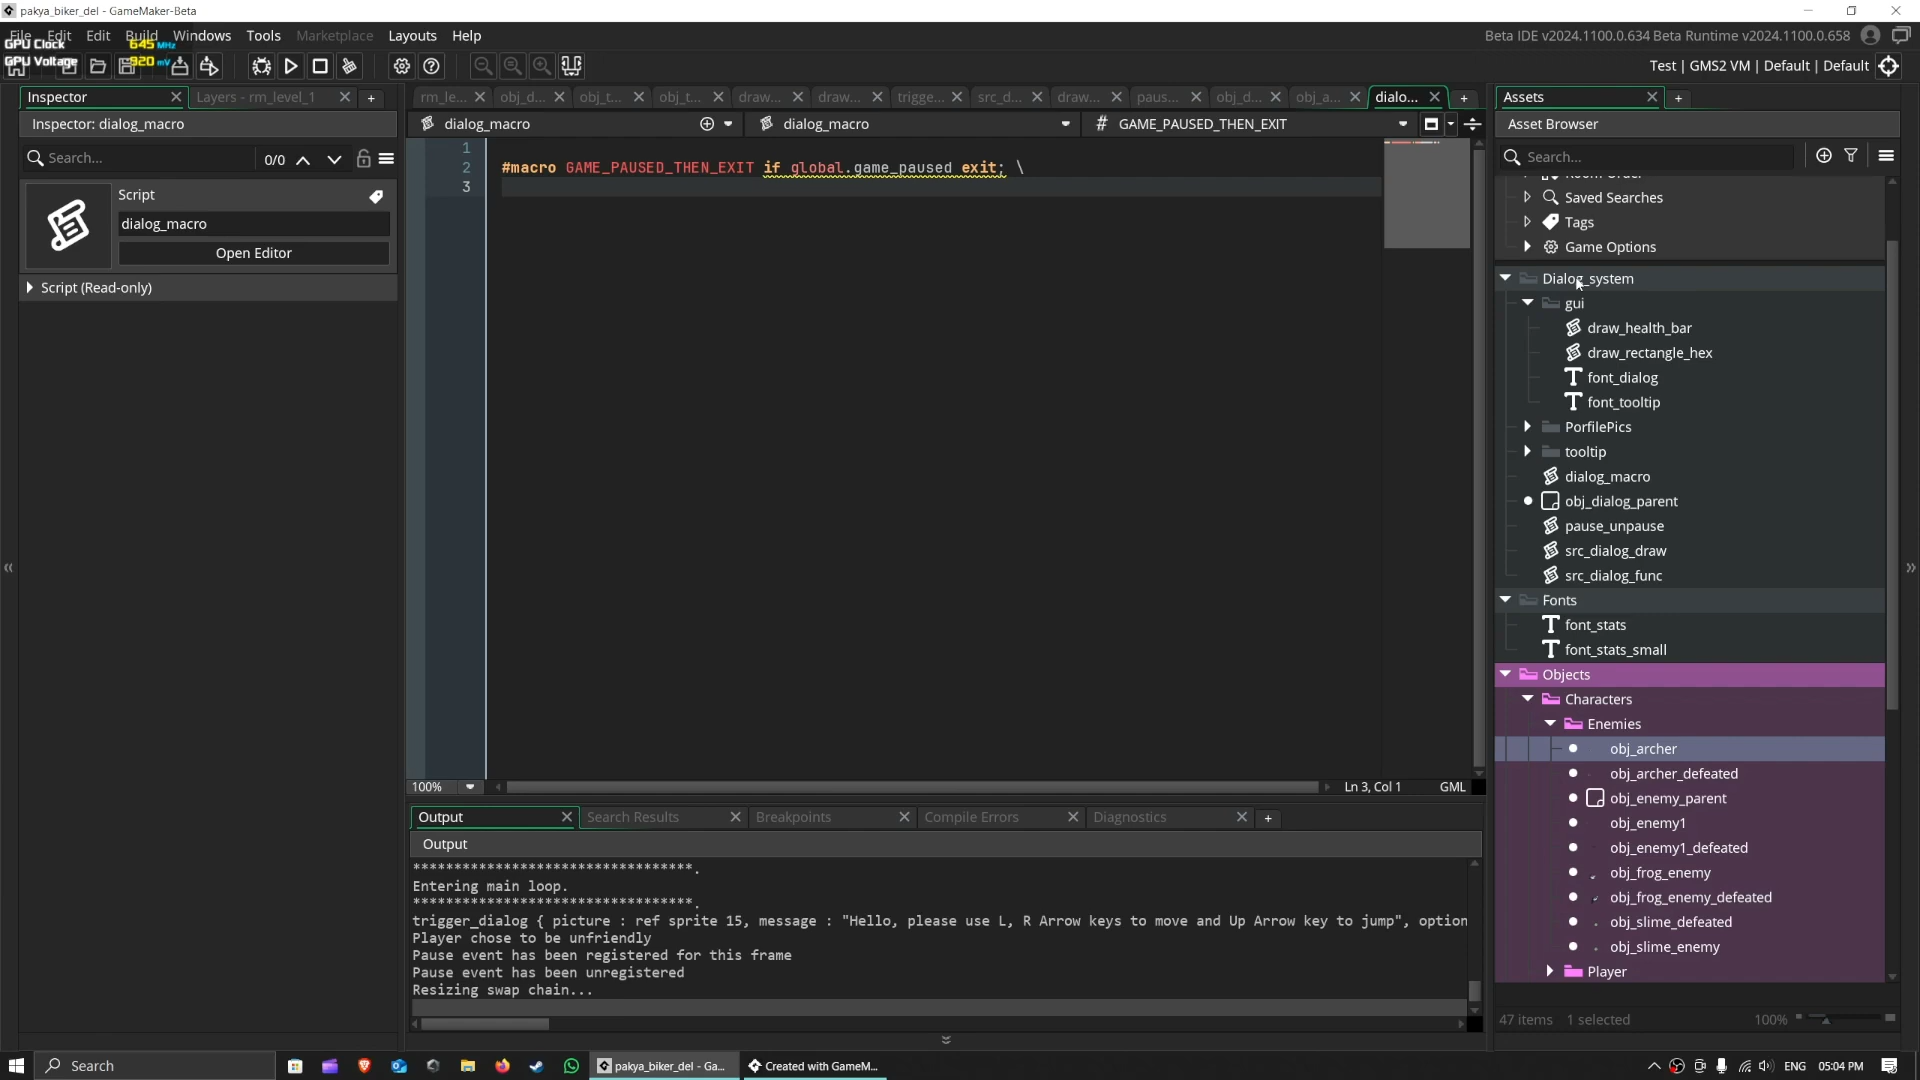 pakya_biker_del - GameMaker-Beta
File Edit Edit Build Windows Tools Marketplace Layouts Help
GPU Clock 645 MHz
GPU Voltage 920 mV
Beta IDE v2024.1100.0.634 Beta Runtime v2024.1100.0.658
Test | GMS2 VM | Default | Default
Inspector
Layers - rm_level_1
Inspector: dialog_macro
Search... 0/0
Script
dialog_macro
Open Editor
Script (Read-only)
rm_le... obj_d... obj_t... obj_t... draw... draw... trigge... src_d... draw... paus... obj_d... obj_a... dialo...
dialog_macro dialog_macro # GAME_PAUSED_THEN_EXIT
1
2 #macro GAME_PAUSED_THEN_EXIT if global.game_paused exit; \
3
100% Ln 3, Col 1 GML
Output Search Results Breakpoints Compile Errors Diagnostics
Output
**********************************.
Entering main loop.
**********************************.
trigger_dialog { picture : ref sprite 15, message : "Hello, please use L, R Arrow keys to move and Up Arrow key to jump", option
Player chose to be unfriendly
Pause event has been registered for this frame
Pause event has been unregistered
Resizing swap chain...
Assets
Asset Browser
Search...
Room Order
Saved Searches
Tags
Game Options
Dialog_system
gui
draw_health_bar
draw_rectangle_hex
font_dialog
font_tooltip
PorfilePics
tooltip
dialog_macro
obj_dialog_parent
pause_unpause
src_dialog_draw
src_dialog_func
Fonts
font_stats
font_stats_small
Objects
Characters
Enemies
obj_archer
obj_archer_defeated
obj_enemy_parent
obj_enemy1
obj_enemy1_defeated
obj_frog_enemy
obj_frog_enemy_defeated
obj_slime_defeated
obj_slime_enemy
Player
47 items 1 selected 100%
Search
pakya_biker_del - Ga...
Created with GameM...
ENG 05:04 PM